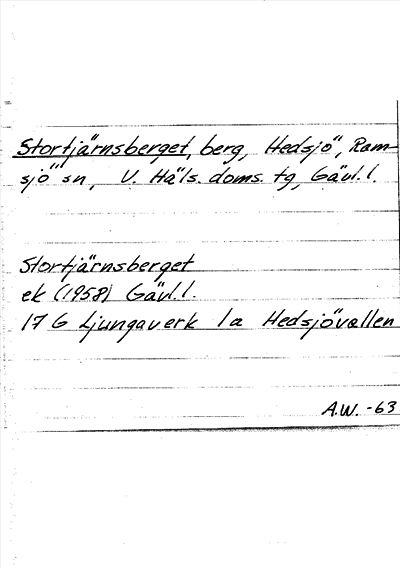 Stortjärnsberget, berg, Hedsjö, Ram-
sjö sn, V. Häls. doms. tg, Gävl. l.
Stortjärnsberget
ek (1958) Gävl. l.
17 G Ljungaverk 1a Hedsjövallen
A.W. -63